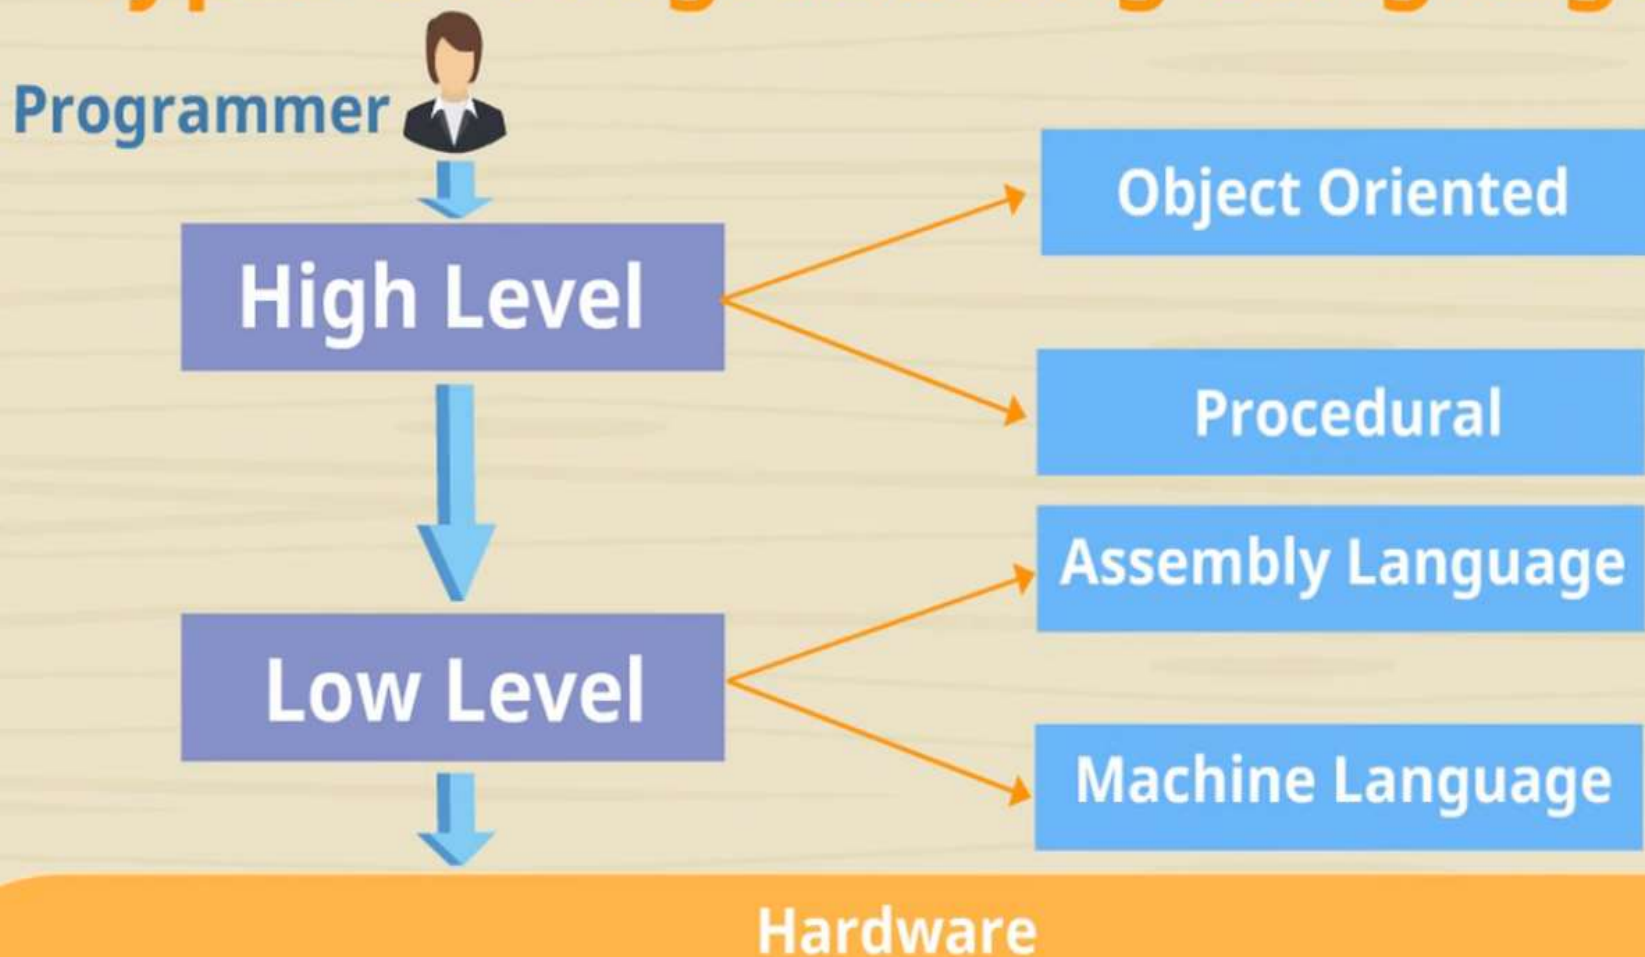 Programmer
Object Oriented
High Level
Procedural
Assembly Language
Low Level
Machine Language
Hardware